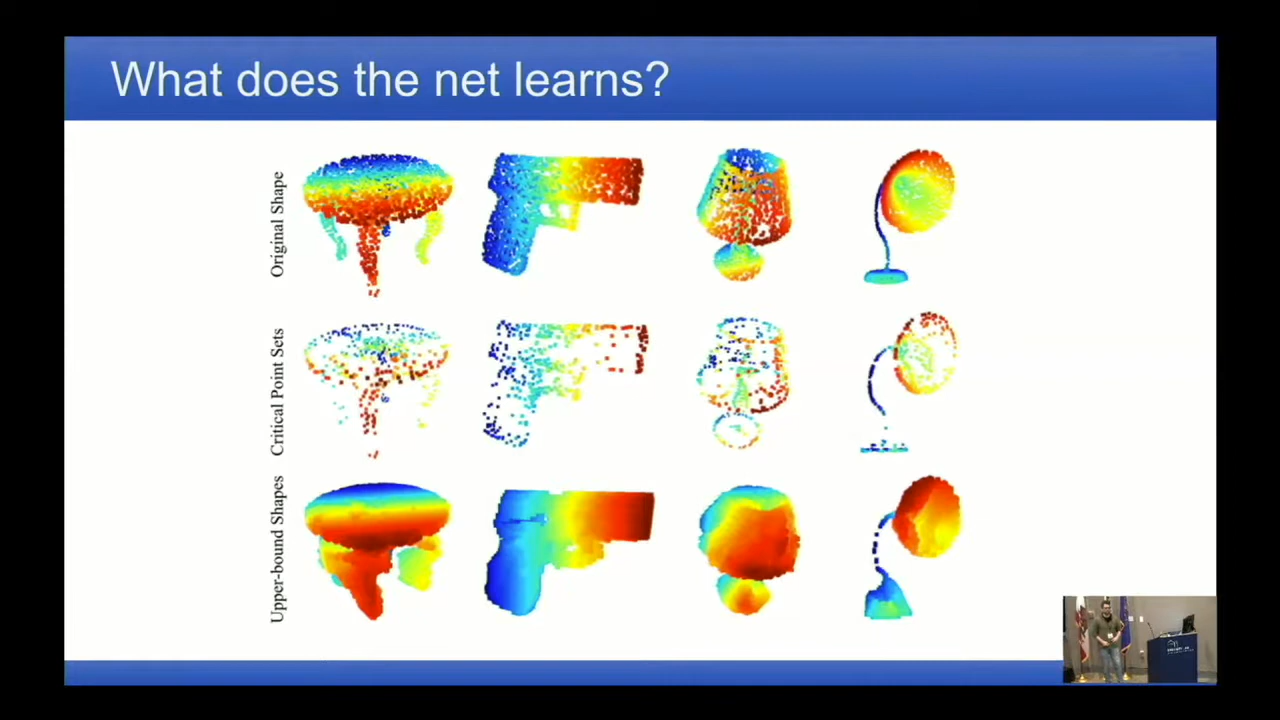 What does the net learns?
Original Shape
Critical Point Sets
Upper-bound Shapes